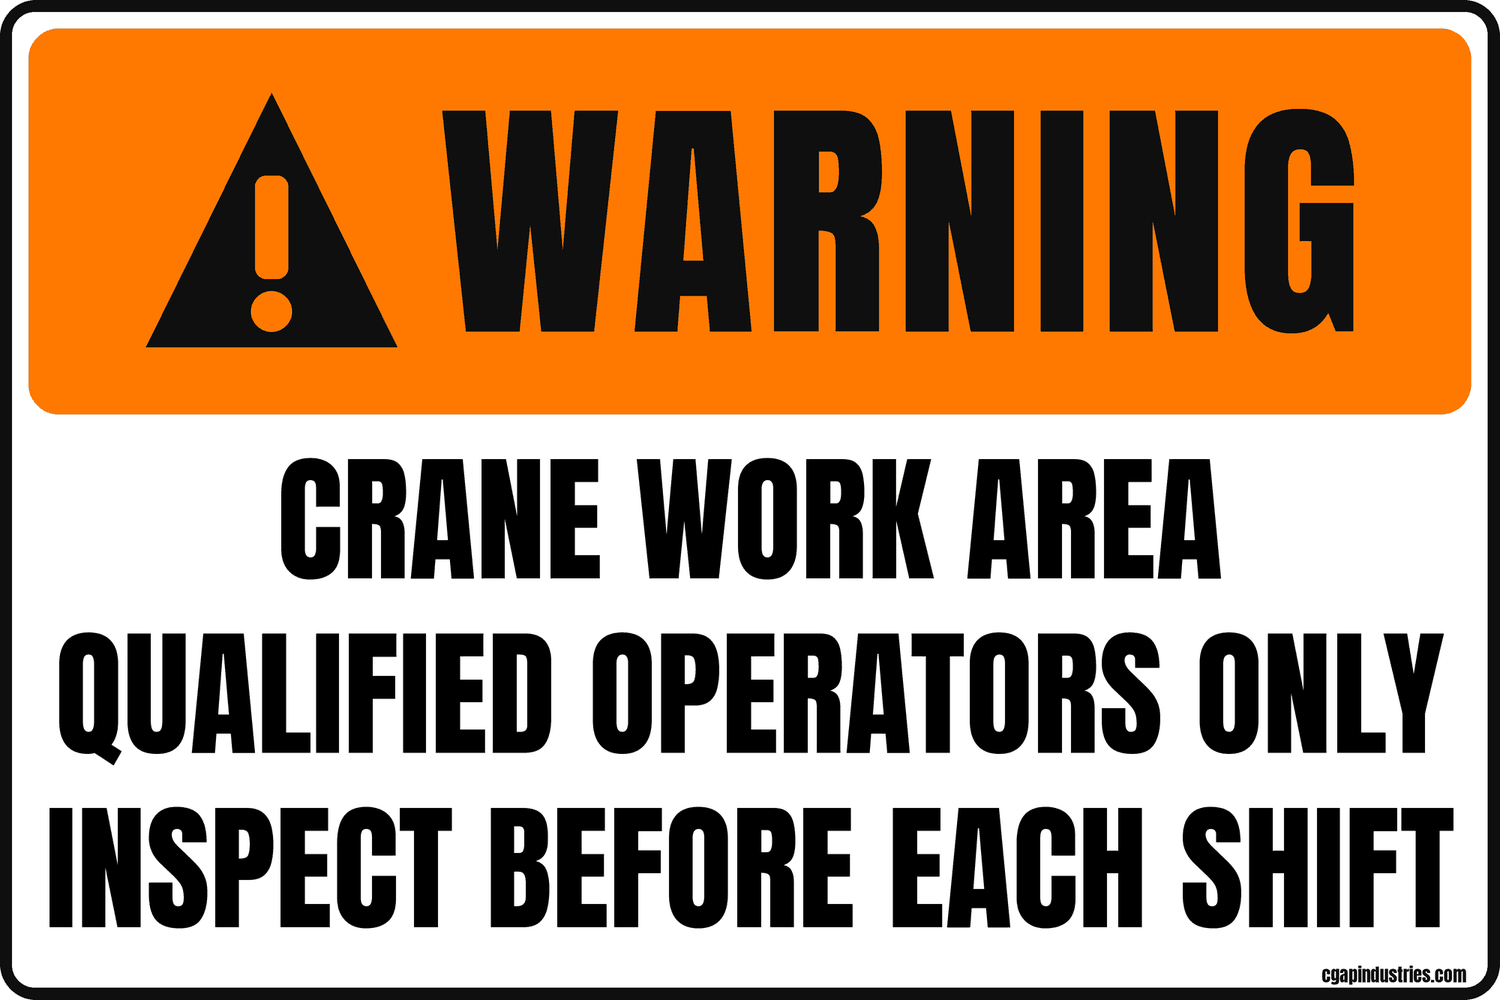 WARNING
CRANE WORK AREA
QUALIFIED OPERATORS ONLY
INSPECT BEFORE EACH SHIFT
cgapindustries.com